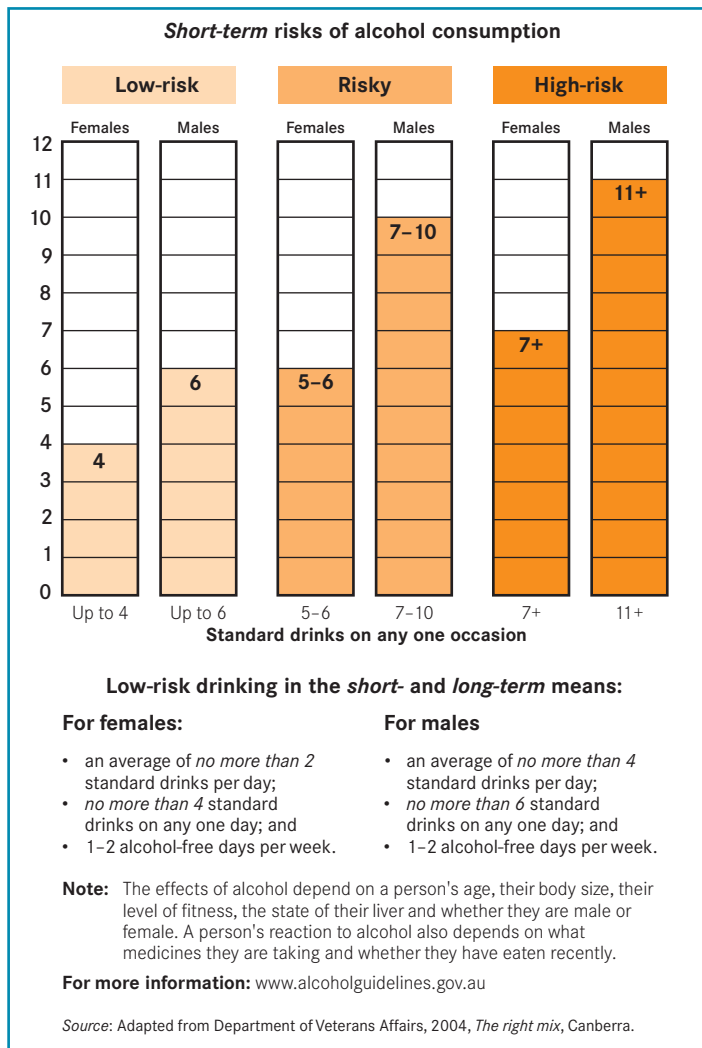 Short-term risks of alcohol consumption
Low-risk Risky High-risk
Females Males Females Males Females Males
12
11
10
9
8
7
6
5
4
3
2
1
0
4
6
5–6
7–10
7+
11+
Up to 4 Up to 6 5–6 7–10 7+ 11+
Standard drinks on any one occasion
Low-risk drinking in the short- and long-term means:
For females:
• an average of no more than 2
standard drinks per day;
• no more than 4 standard
drinks on any one day; and
• 1–2 alcohol-free days per week.
For males
• an average of no more than 4
standard drinks per day;
• no more than 6 standard
drinks on any one day; and
• 1–2 alcohol-free days per week.
Note: The effects of alcohol depend on a person's age, their body size, their
level of fitness, the state of their liver and whether they are male or
female. A person's reaction to alcohol also depends on what
medicines they are taking and whether they have eaten recently.
For more information: www.alcoholguidelines.gov.au
Source: Adapted from Department of Veterans Affairs, 2004, The right mix, Canberra.